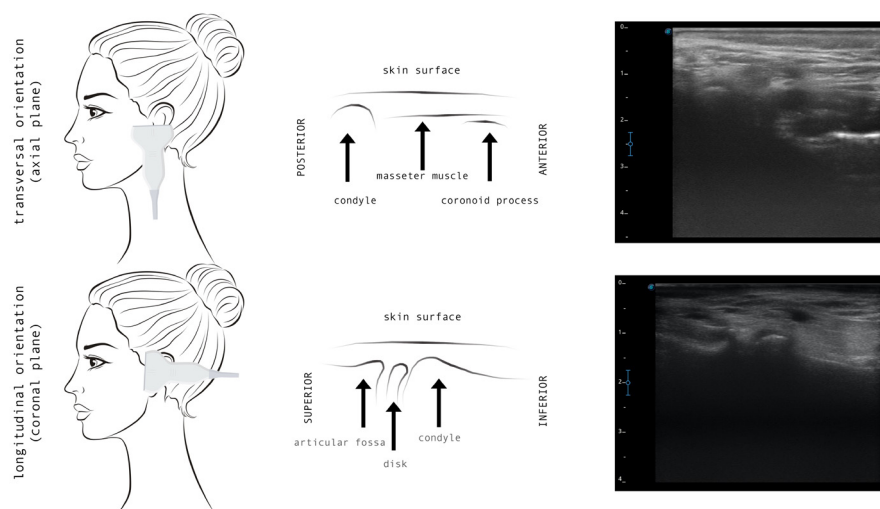 transversal orientation
(axial plane)
skin surface
POSTERIOR
ANTERIOR
masseter muscle
condyle
coronoid process
0
1
2
3
4
longitudinal orientation
(coronal plane)
skin surface
SUPERIOR
INFERIOR
articular fossa
condyle
disk
0
1
2
3
4